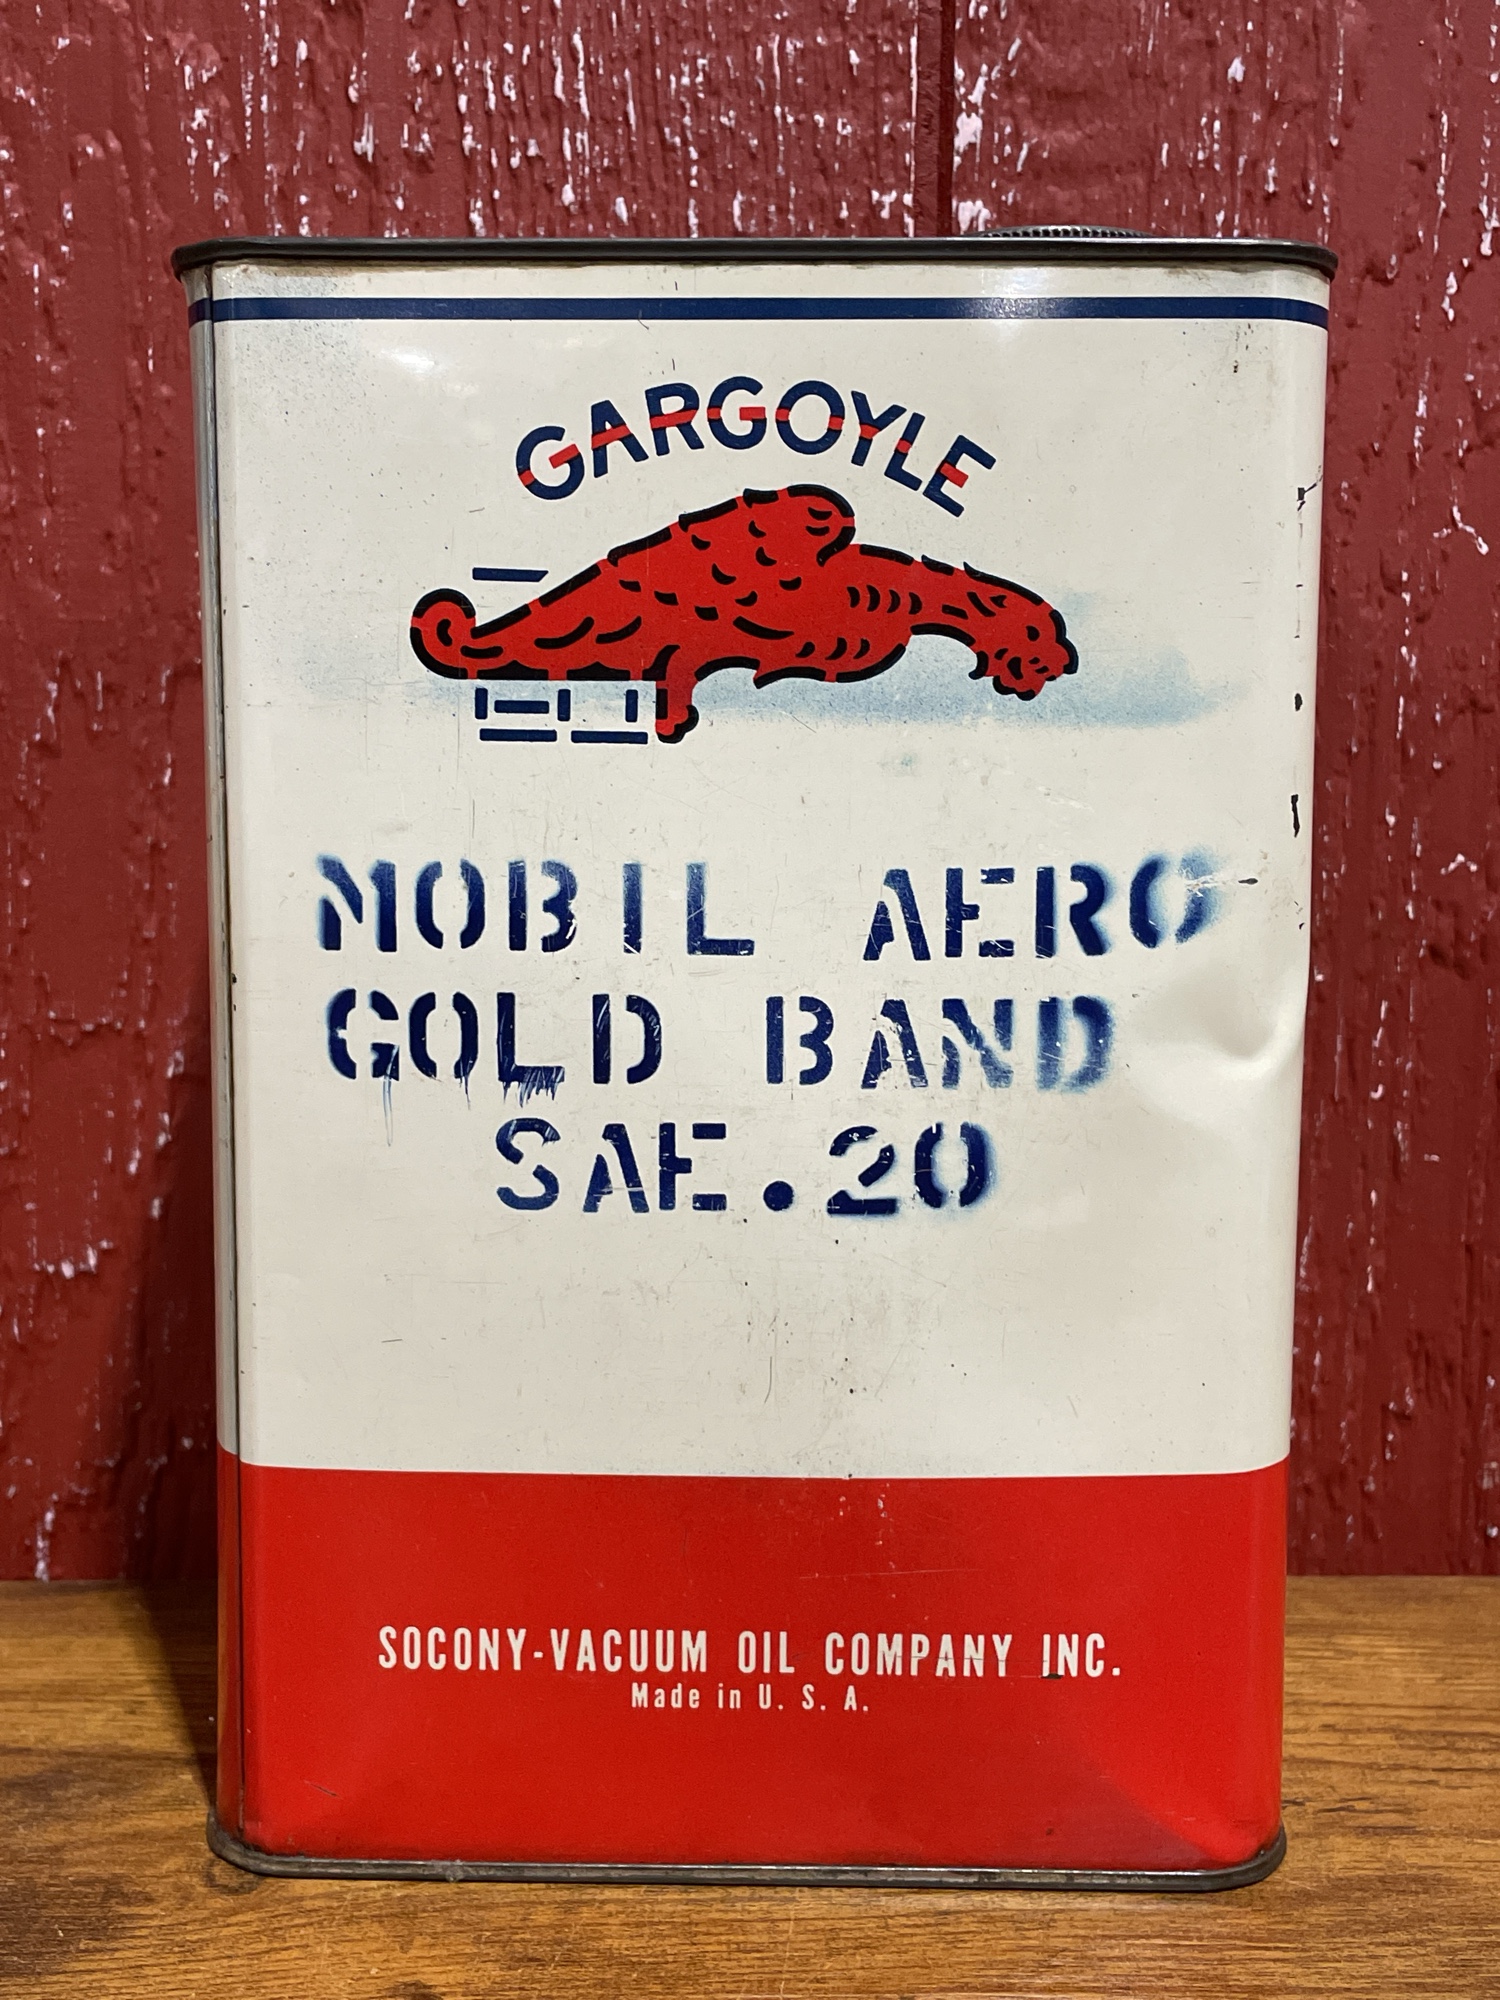 GARGOYLE
MOBIL AERO
GOLD BAND
SAE.20
SOCONY-VACUUM OIL COMPANY INC.
Made in U. S. A.